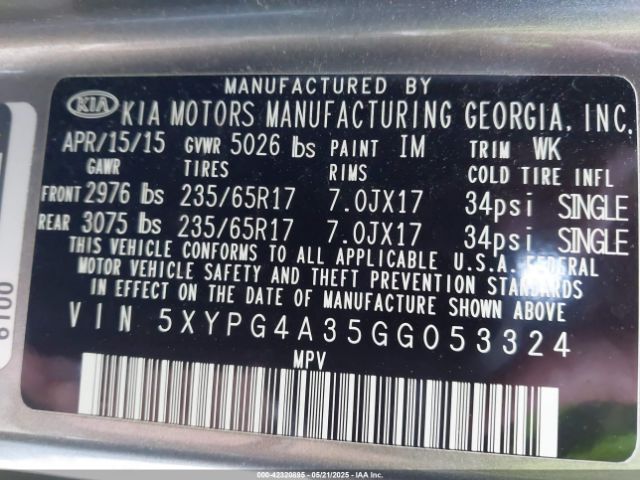 MANUFACTURED BY
KIA KIA MOTORS MANUFACTURING GEORGIA, INC.
APR/15/15 GVWR 5026 lbs PAINT IM TRIM WK
GAWR TIRES RIMS COLD TIRE INFL
FRONT 2976 lbs 235/65R17 7.0JX17 34psi SINGLE
REAR 3075 lbs 235/65R17 7.0JX17 34psi SINGLE
THIS VEHICLE CONFORMS TO ALL APPLICABLE U.S.A. FEDERAL
MOTOR VEHICLE SAFETY AND THEFT PREVENTION STANDARDS
IN EFFECT ON THE DATE OF MANUFACTURE SHOWN ABOVE
VIN 5XYPG4A35GG053324
MPV
000-42320895 - 05/21/2025 - IAA INC.